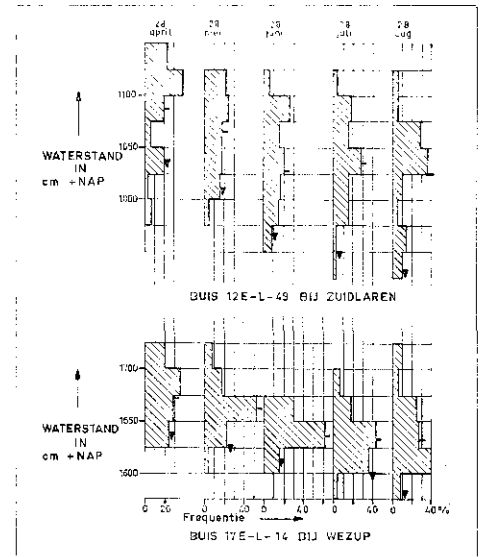 28 28 28 28 28
april mei juni juli aug
1100
1050
WATERSTAND
IN
cm +NAP
BUIS 12E-L-49 BIJ ZUIDLAREN
1700
1650
WATERSTAND
IN
cm +NAP
1600
0 20 0 40 0 40 0 40 0 40%
Frequentie
BUIS 17E-L-14 BIJ WEZUP